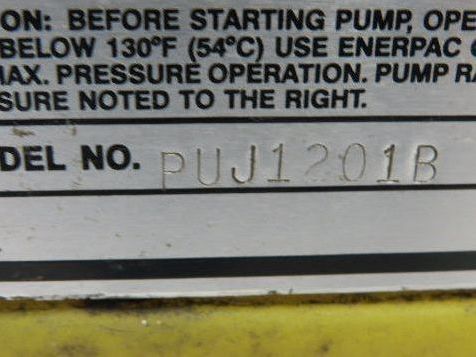 ON: BEFORE STARTING PUMP, OPE
BELOW 130°F (54°C) USE ENERPAC
MAX. PRESSURE OPERATION. PUMP RA
SURE NOTED TO THE RIGHT.
DEL NO. PUJ1201B